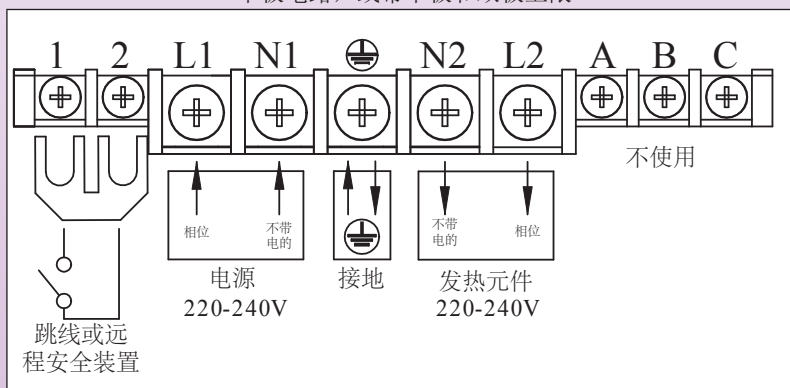 1 2 L1 N1 N2 L2 A B C
不使用
相位 不带电的 不带电的 相位
电源 接地 发热元件
220-240V 220-240V
跳线或远
程安全装置